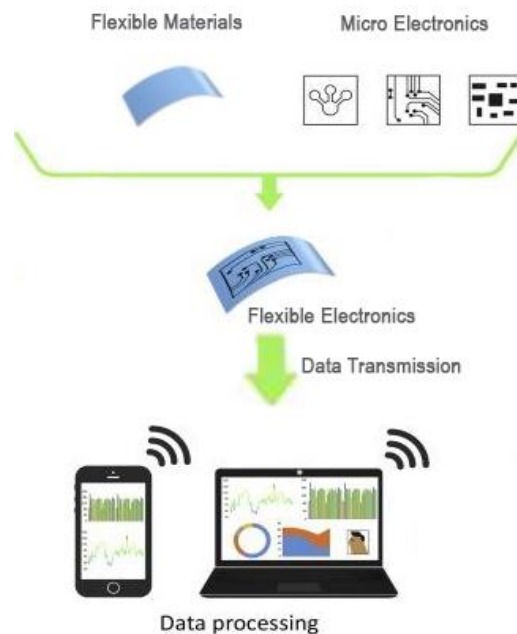 Flexible Materials
Micro Electronics
Flexible Electronics
Data Transmission
Data processing